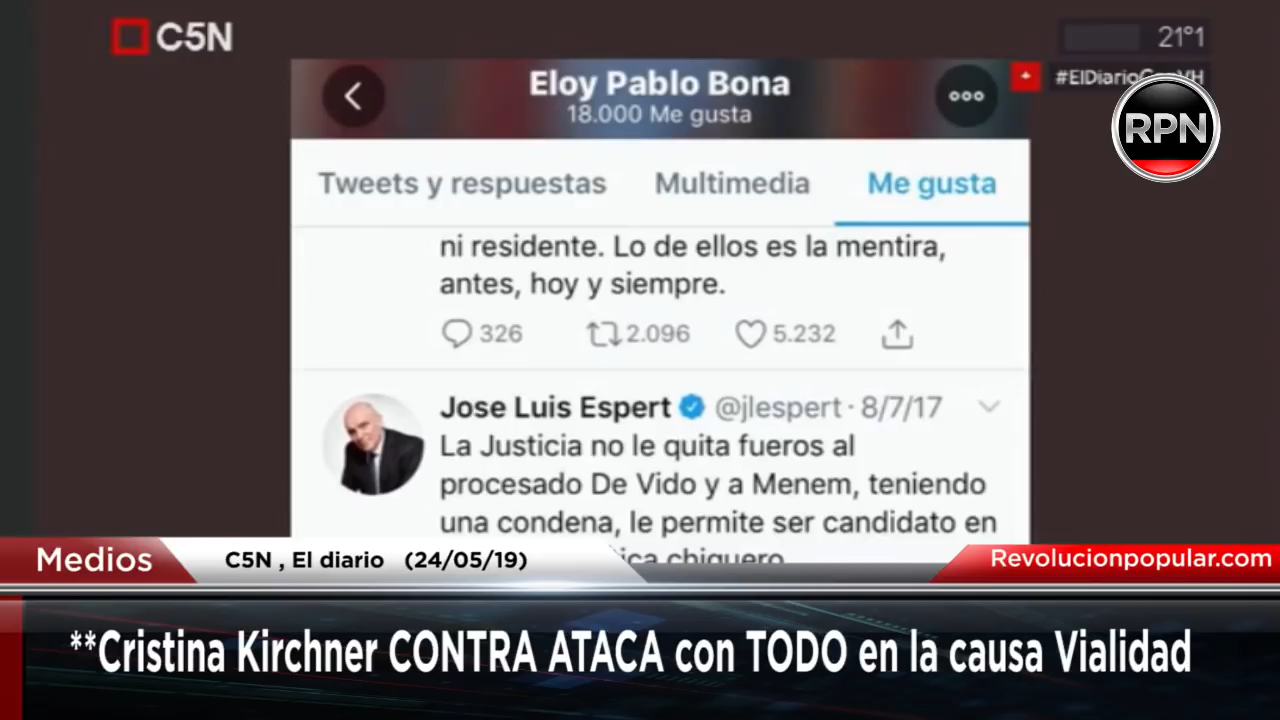 C5N
21°1
#ElDiario
RPN
Eloy Pablo Bona
18.000 Me gusta
Tweets y respuestas Multimedia Me gusta
ni residente. Lo de ellos es la mentira,
antes, hoy y siempre.
326 2.096 5.232
Jose Luis Espert @jlespert · 8/7/17
La Justicia no le quita fueros al
procesado De Vido y a Menem, teniendo
una condena, le permite ser candidato en
chiquero
Medios
C5N , El diario (24/05/19)
Revolucionpopular.com
**Cristina Kirchner CONTRA ATACA con TODO en la causa Vialidad